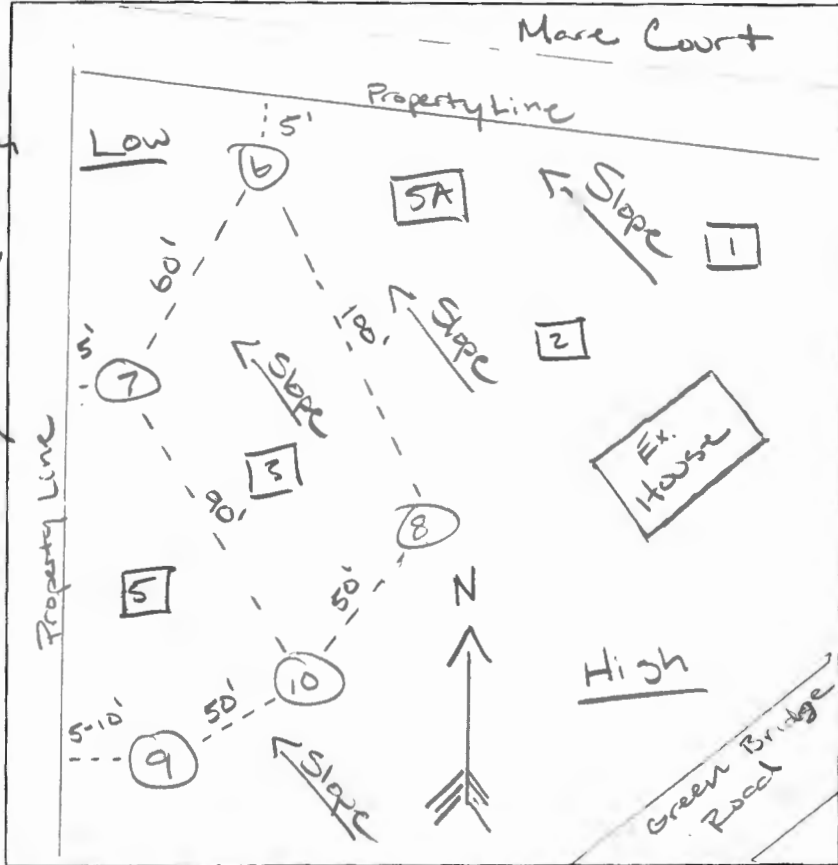 Mare Court
Property Line
Low
5'
6
5A
Slope
1
60'
180'
Slope
2
5'
7
Slope
Ex.
House
3
90'
8
Property Line
5
50'
N
10
High
50'
5-10'
9
Slope
Green Bridge
Road